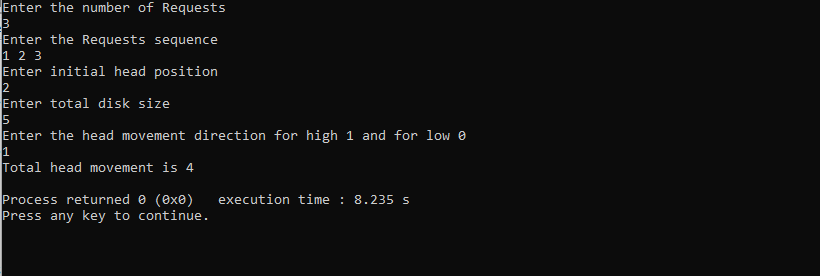 Enter the number of Requests
3
Enter the Requests sequence
1 2 3
Enter initial head position
2
Enter total disk size
5
Enter the head movement direction for high 1 and for low 0
1
Total head movement is 4
Process returned 0 (0x0)   execution time : 8.235 s
Press any key to continue.